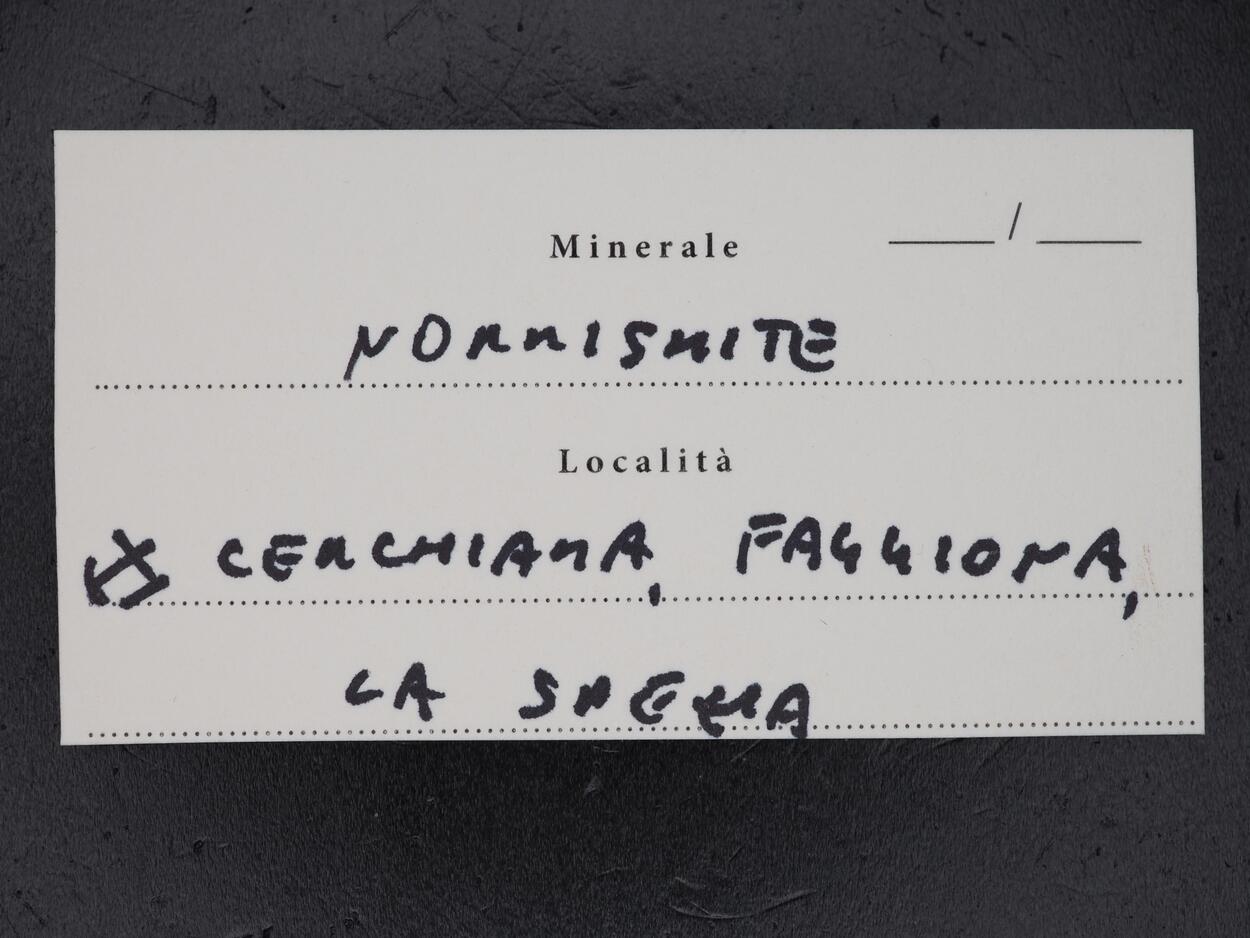 Minerale
/
NORRISHITE
Località
CERCHIARA, FAGGIONA,
LA SPEZIA